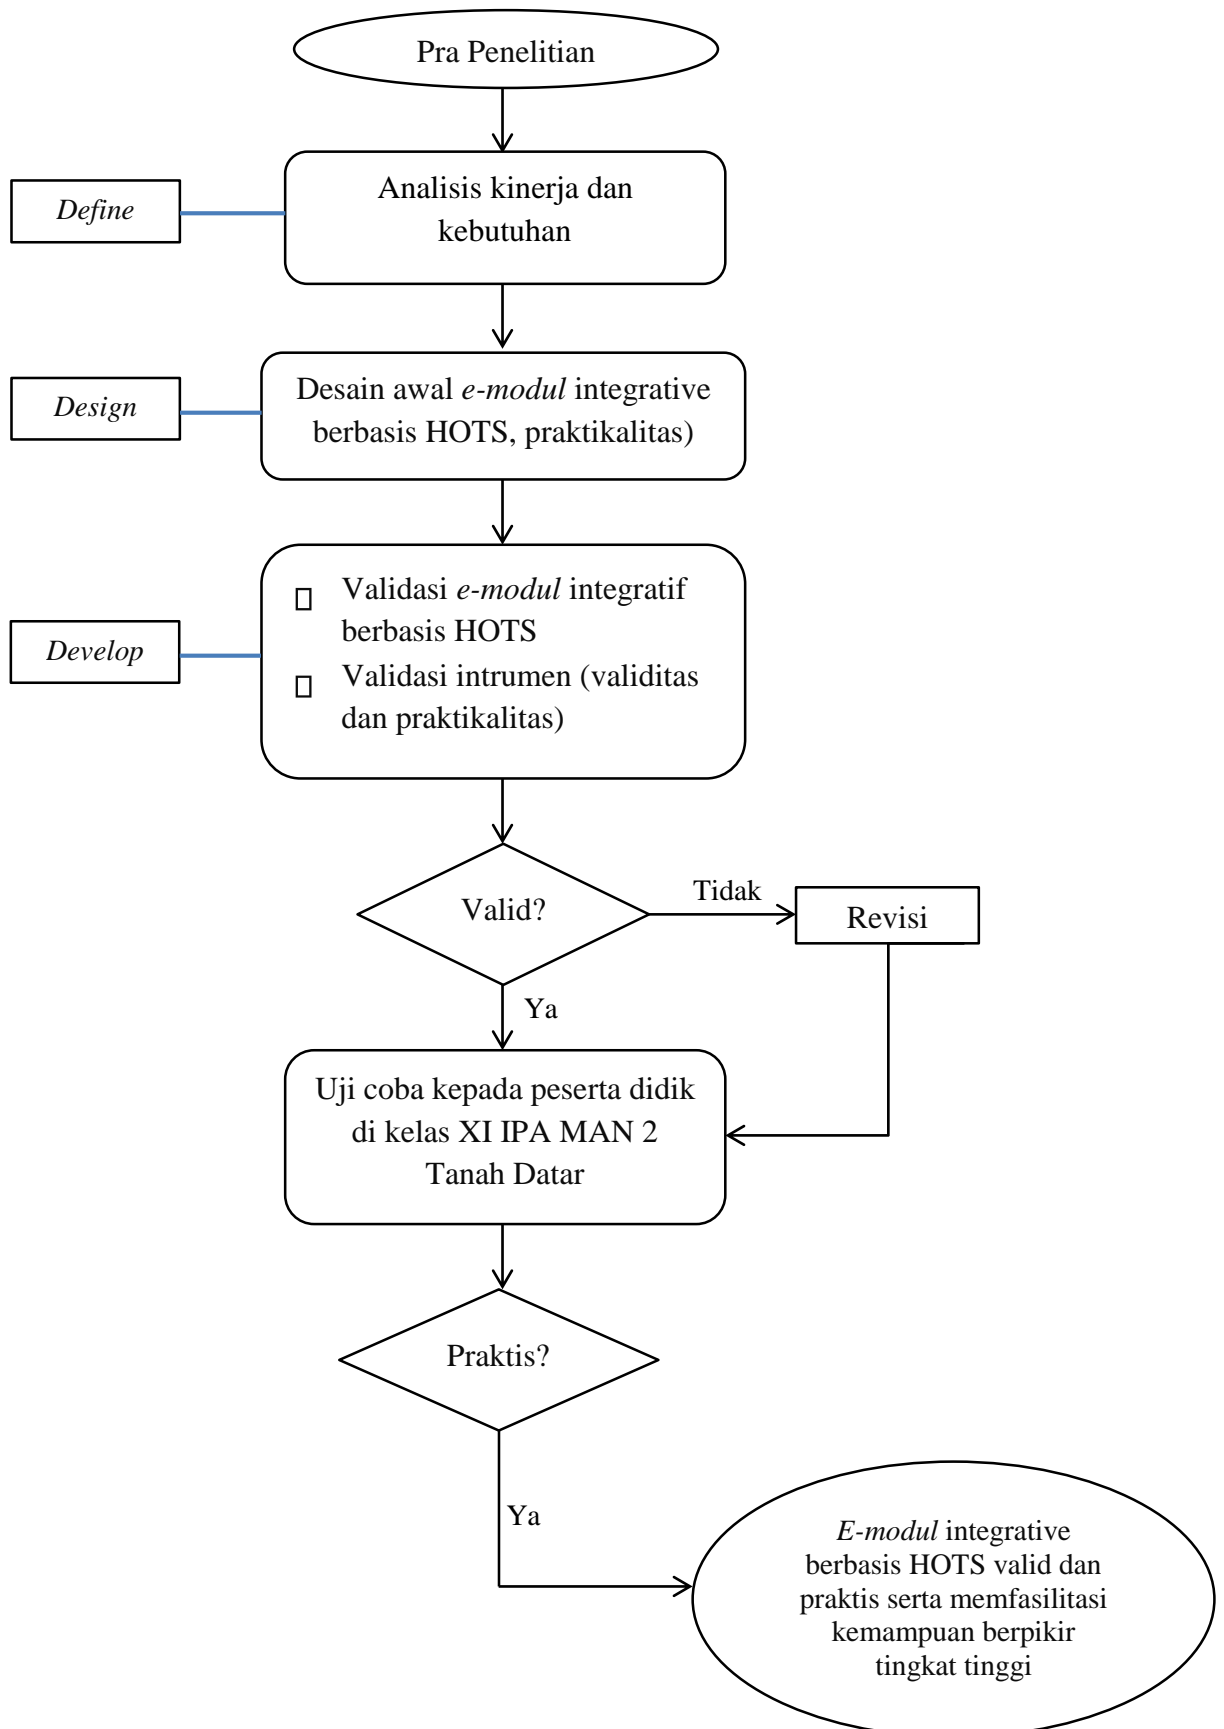 Pra Penelitian
Analisis kinerja dan
kebutuhan
Define
Desain awal e-modul integrative
berbasis HOTS, praktikalitas)
Design
Validasi e-modul integratif
berbasis HOTS
Validasi intrumen (validitas
dan praktikalitas)
Develop
Valid?
Tidak
Revisi
Ya
Uji coba kepada peserta didik
di kelas XI IPA MAN 2
Tanah Datar
Praktis?
Ya
E-modul integrative
berbasis HOTS valid dan
praktis serta memfasilitasi
kemampuan berpikir
tingkat tinggi